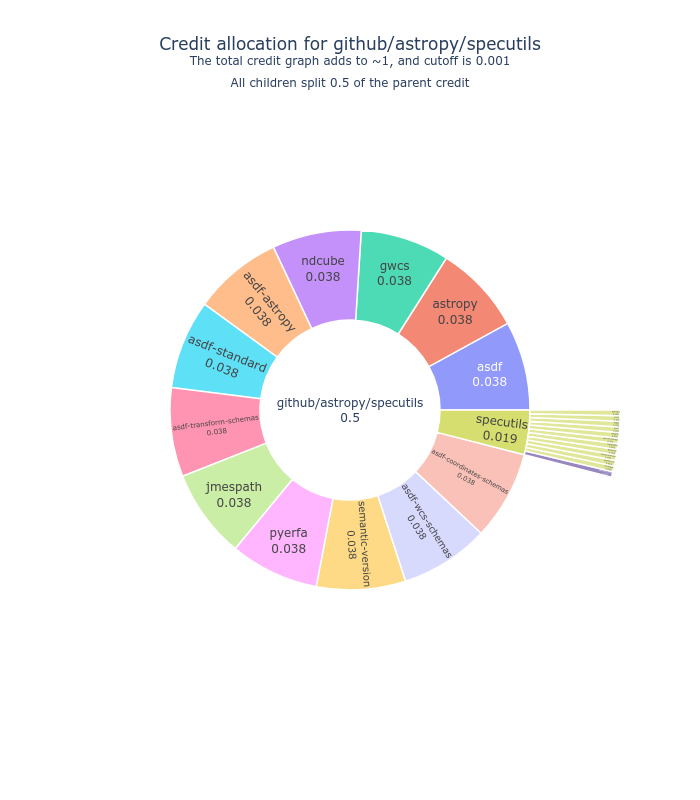 Credit allocation for github/astropy/specutils
The total credit graph adds to ~1, and cutoff is 0.001
All children split 0.5 of the parent credit
ndcube
0.038
gwcs
0.038
asdf-astropy
0.038
astropy
0.038
asdf-standard
0.038
asdf
0.038
github/astropy/specutils
0.5
asdf-transform-schemas
0.038
specutils
0.019
asdf-coordinates-schemas
0.038
jmespath
0.038
asdf-wcs-schemas
0.038
pyerfa
0.038
semantic-version
0.038